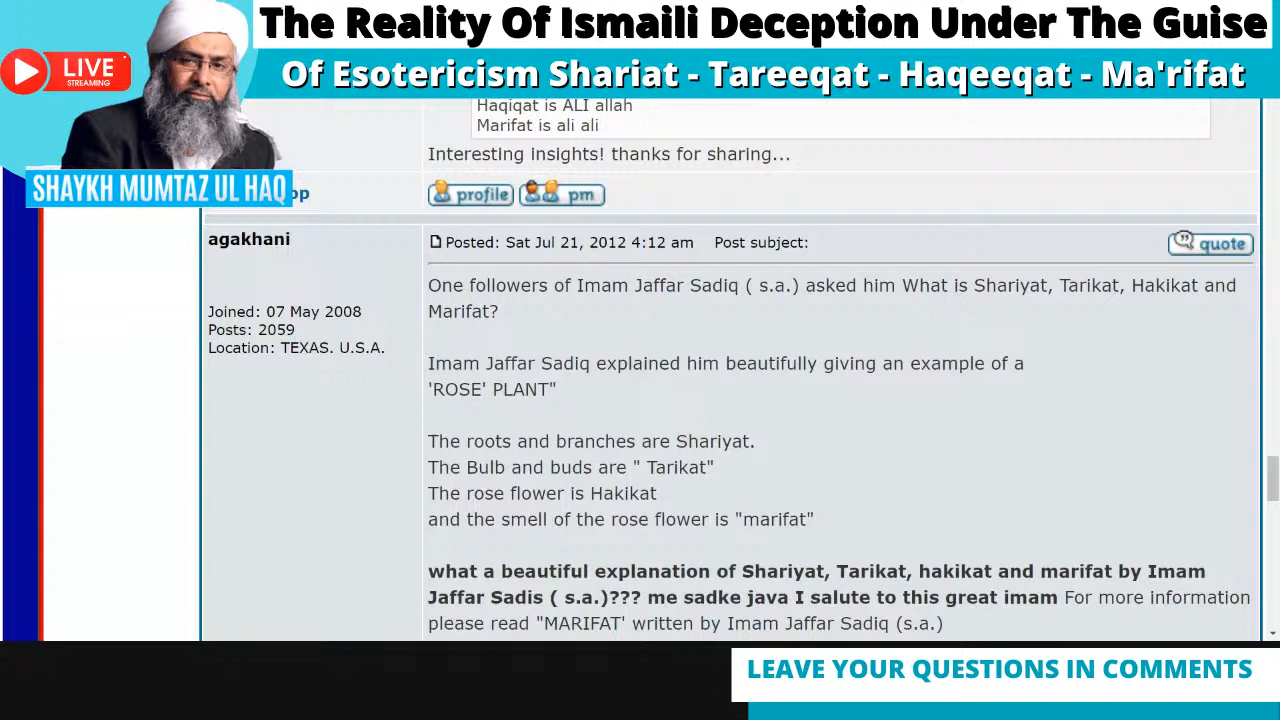 The Reality Of Ismaili Deception Under The Guise
Of Esotericism Shariat - Tareeqat - Haqeeqat - Ma'rifat
LIVE
STREAMING
SHAYKH MUMTAZ UL HAQ
Haqiqat is ALI allah
Marifat is ali ali
Interesting insights! thanks for sharing...
op
profile pm
agakhani
Joined: 07 May 2008
Posts: 2059
Location: TEXAS. U.S.A.
Posted: Sat Jul 21, 2012 4:12 am Post subject:
quote
One followers of Imam Jaffar Sadiq ( s.a.) asked him What is Shariyat, Tarikat, Hakikat and
Marifat?
Imam Jaffar Sadiq explained him beautifully giving an example of a
'ROSE' PLANT"
The roots and branches are Shariyat.
The Bulb and buds are " Tarikat"
The rose flower is Hakikat
and the smell of the rose flower is "marifat"
what a beautiful explanation of Shariyat, Tarikat, hakikat and marifat by Imam
Jaffar Sadis ( s.a.)??? me sadke java I salute to this great imam For more information
please read "MARIFAT' written by Imam Jaffar Sadiq (s.a.)
LEAVE YOUR QUESTIONS IN COMMENTS